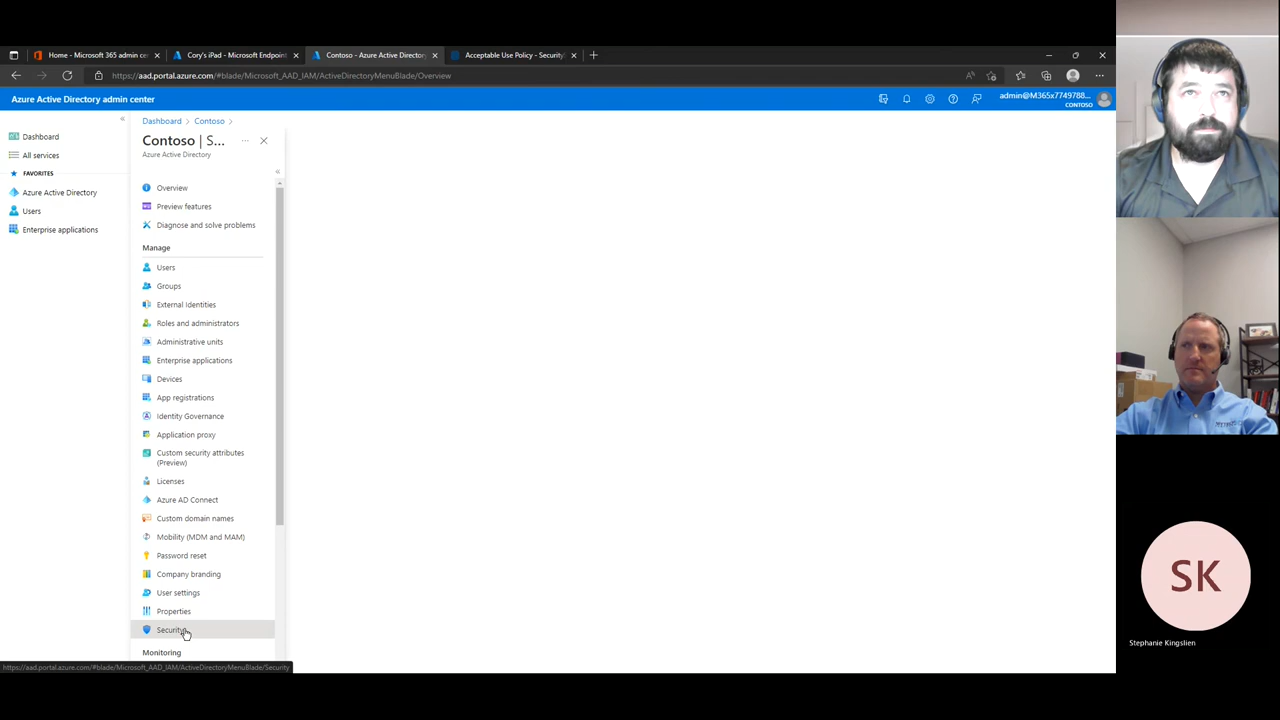 Home - Microsoft 365 admin ce
Cory's iPad - Microsoft Endpoint
Contoso - Azure Active Directory
Acceptable Use Policy - Security
https://aad.portal.azure.com/#blade/Microsoft_AAD_IAM/ActiveDirectoryMenuBlade/Overview
Azure Active Directory admin center
admin@M365x7749788...
CONTOSO
Dashboard
All services
FAVORITES
Azure Active Directory
Users
Enterprise applications
Dashboard > Contoso >
Contoso | S...
Azure Active Directory
Overview
Preview features
Diagnose and solve problems
Manage
Users
Groups
External Identities
Roles and administrators
Administrative units
Enterprise applications
Devices
App registrations
Identity Governance
Application proxy
Custom security attributes
(Preview)
Licenses
Azure AD Connect
Custom domain names
Mobility (MDM and MAM)
Password reset
Company branding
User settings
Properties
Security
Monitoring
https://aad.portal.azure.com/#blade/Microsoft_AAD_IAM/ActiveDirectoryMenuBlade/Security
SK
Stephanie Kingslien